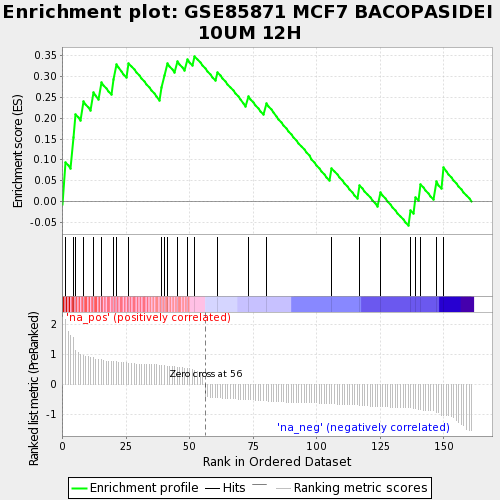 Enrichment plot: GSE85871 MCF7 BACOPASIDEI
10UM 12H
Enrichment score (ES)
0.35
0.30
0.25
0.20
0.15
0.10
0.05
0.00
-0.05
'na_pos' (positively correlated)
Ranked list metric (PreRanked)
2
1
0
-1
Zero cross at 56
'na_neg' (negatively correlated)
0
25
50
75
100
125
150
Rank in Ordered Dataset
Enrichment profile
Hits
Ranking metric scores